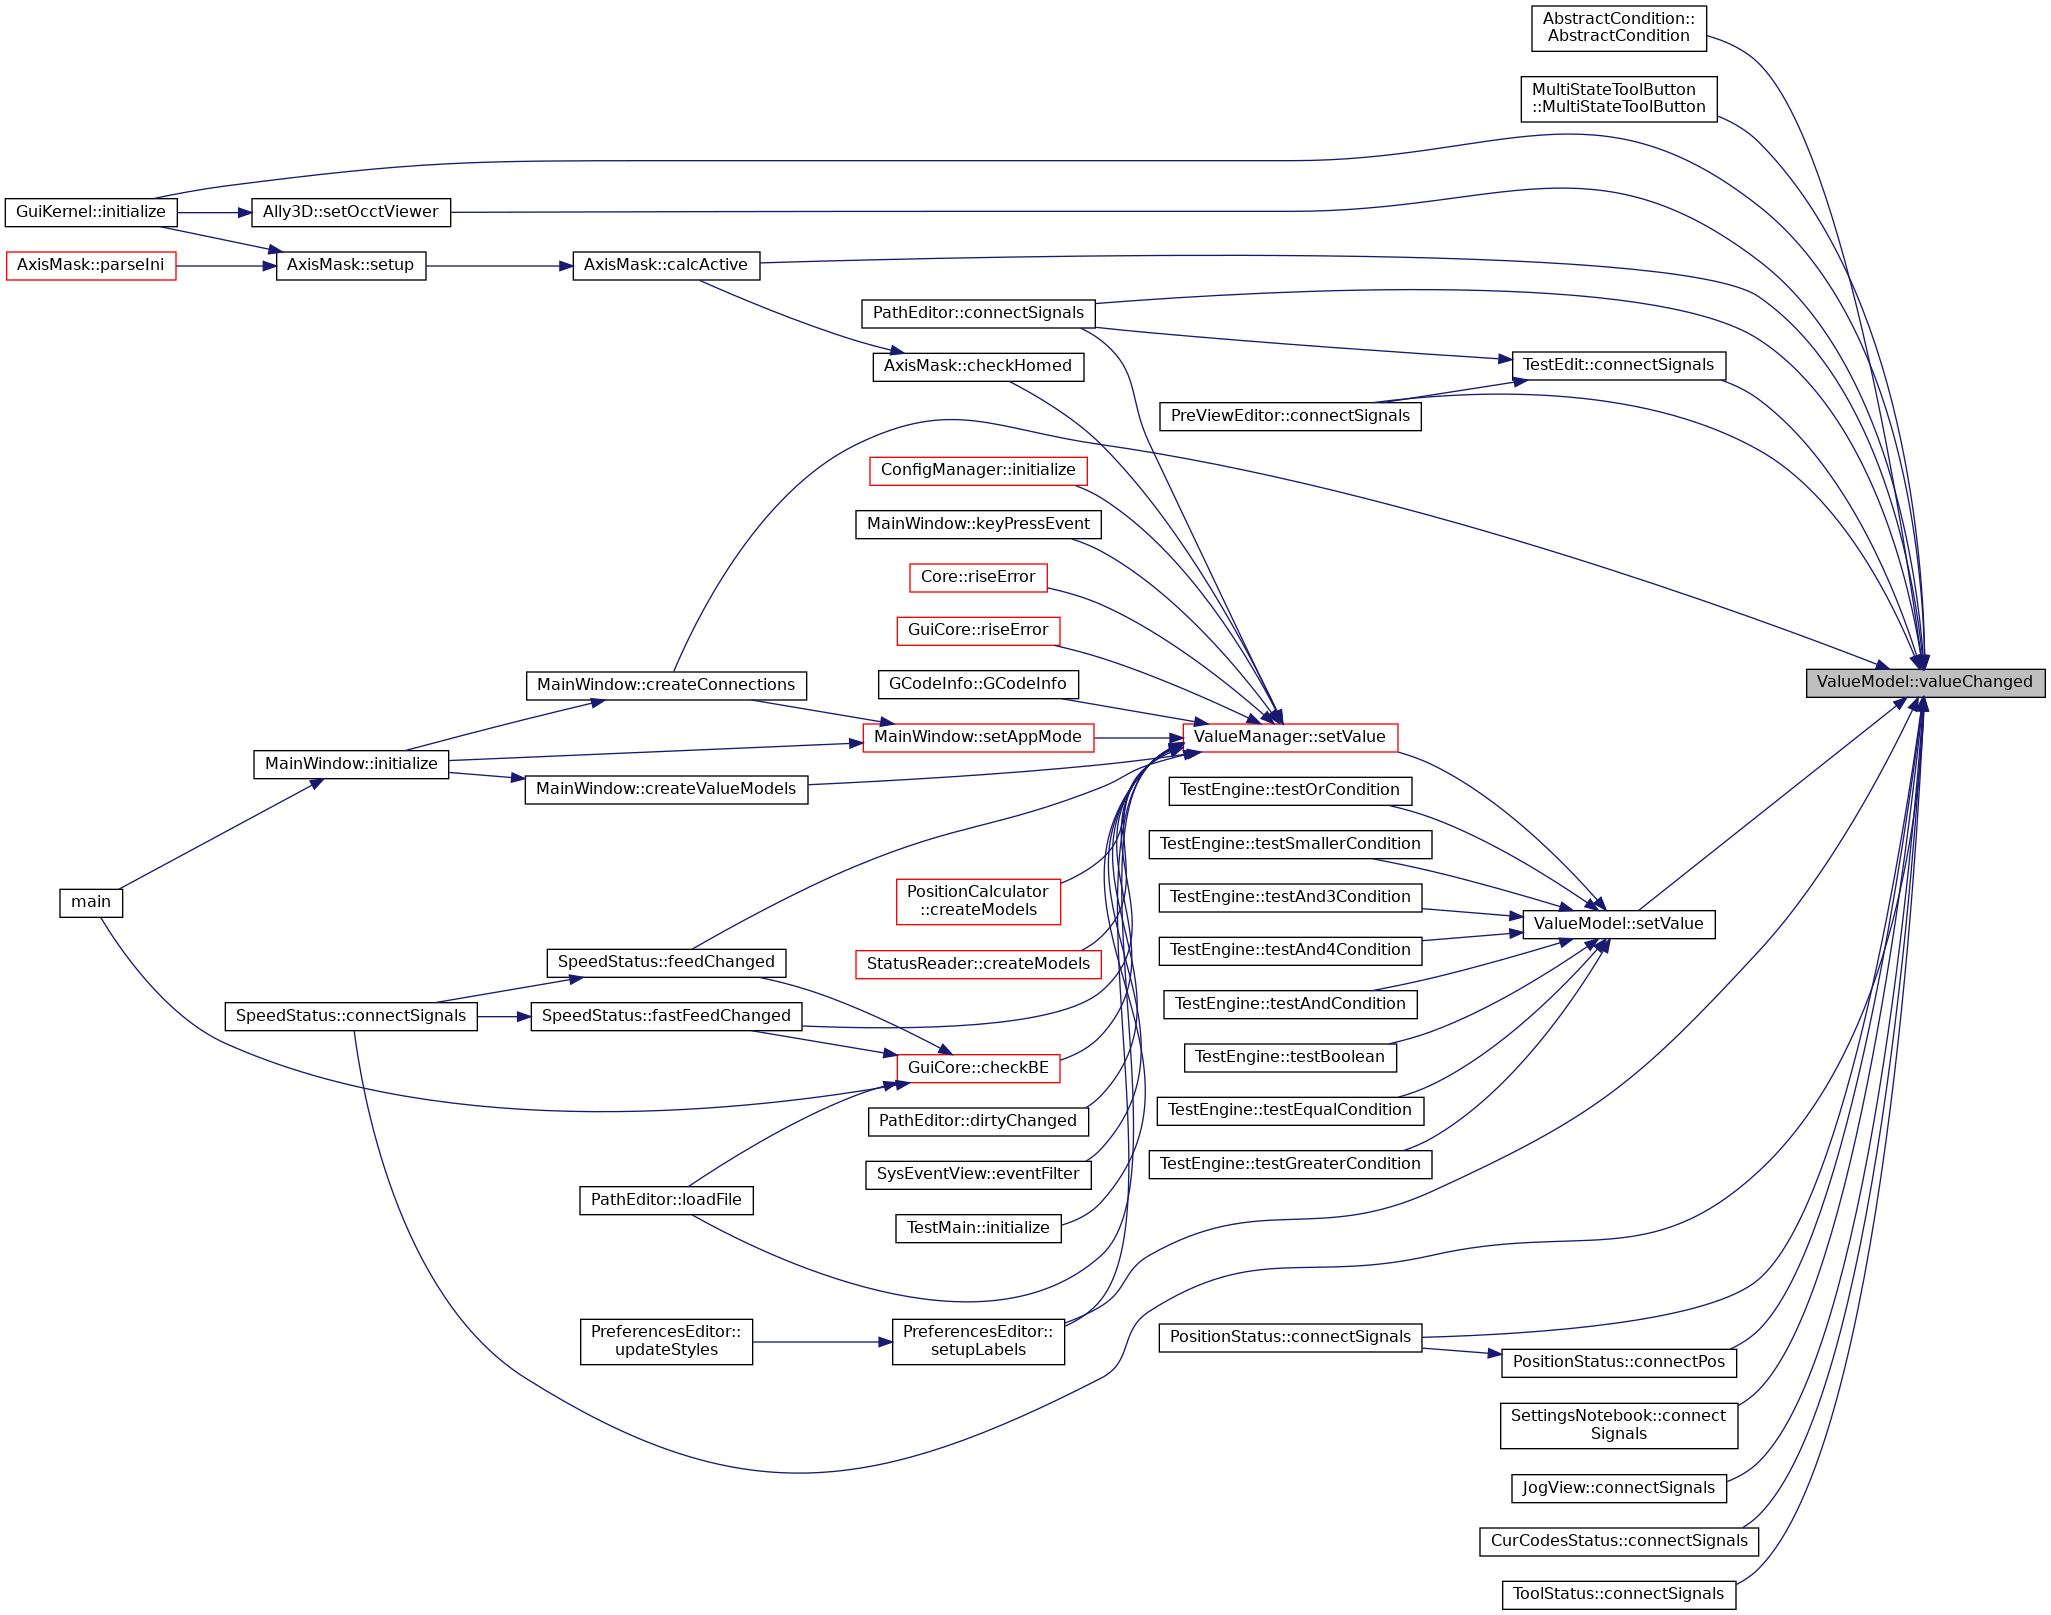 AbstractCondition::
AbstractCondition
MultiStateToolButton
::MultiStateToolButton
GuiKernel::initialize
Ally3D::setOcctViewer
AxisMask::parseIni
AxisMask::setup
AxisMask::calcActive
PathEditor::connectSignals
AxisMask::checkHomed
TestEdit::connectSignals
PreViewEditor::connectSignals
ConfigManager::initialize
MainWindow::keyPressEvent
Core::riseError
GuiCore::riseError
GCodeInfo::GCodeInfo
MainWindow::createConnections
ValueModel::valueChanged
MainWindow::setAppMode
ValueManager::setValue
MainWindow::initialize
MainWindow::createValueModels
TestEngine::testOrCondition
TestEngine::testSmallerCondition
main
PositionCalculator
::createModels
TestEngine::testAnd3Condition
ValueModel::setValue
TestEngine::testAnd4Condition
SpeedStatus::feedChanged
StatusReader::createModels
TestEngine::testAndCondition
SpeedStatus::connectSignals
SpeedStatus::fastFeedChanged
TestEngine::testBoolean
GuiCore::checkBE
TestEngine::testEqualCondition
PathEditor::dirtyChanged
TestEngine::testGreaterCondition
SysEventView::eventFilter
PathEditor::loadFile
TestMain::initialize
PreferencesEditor::
updateStyles
PreferencesEditor::
setupLabels
PositionStatus::connectSignals
PositionStatus::connectPos
SettingsNotebook::connect
Signals
JogView::connectSignals
CurCodesStatus::connectSignals
ToolStatus::connectSignals